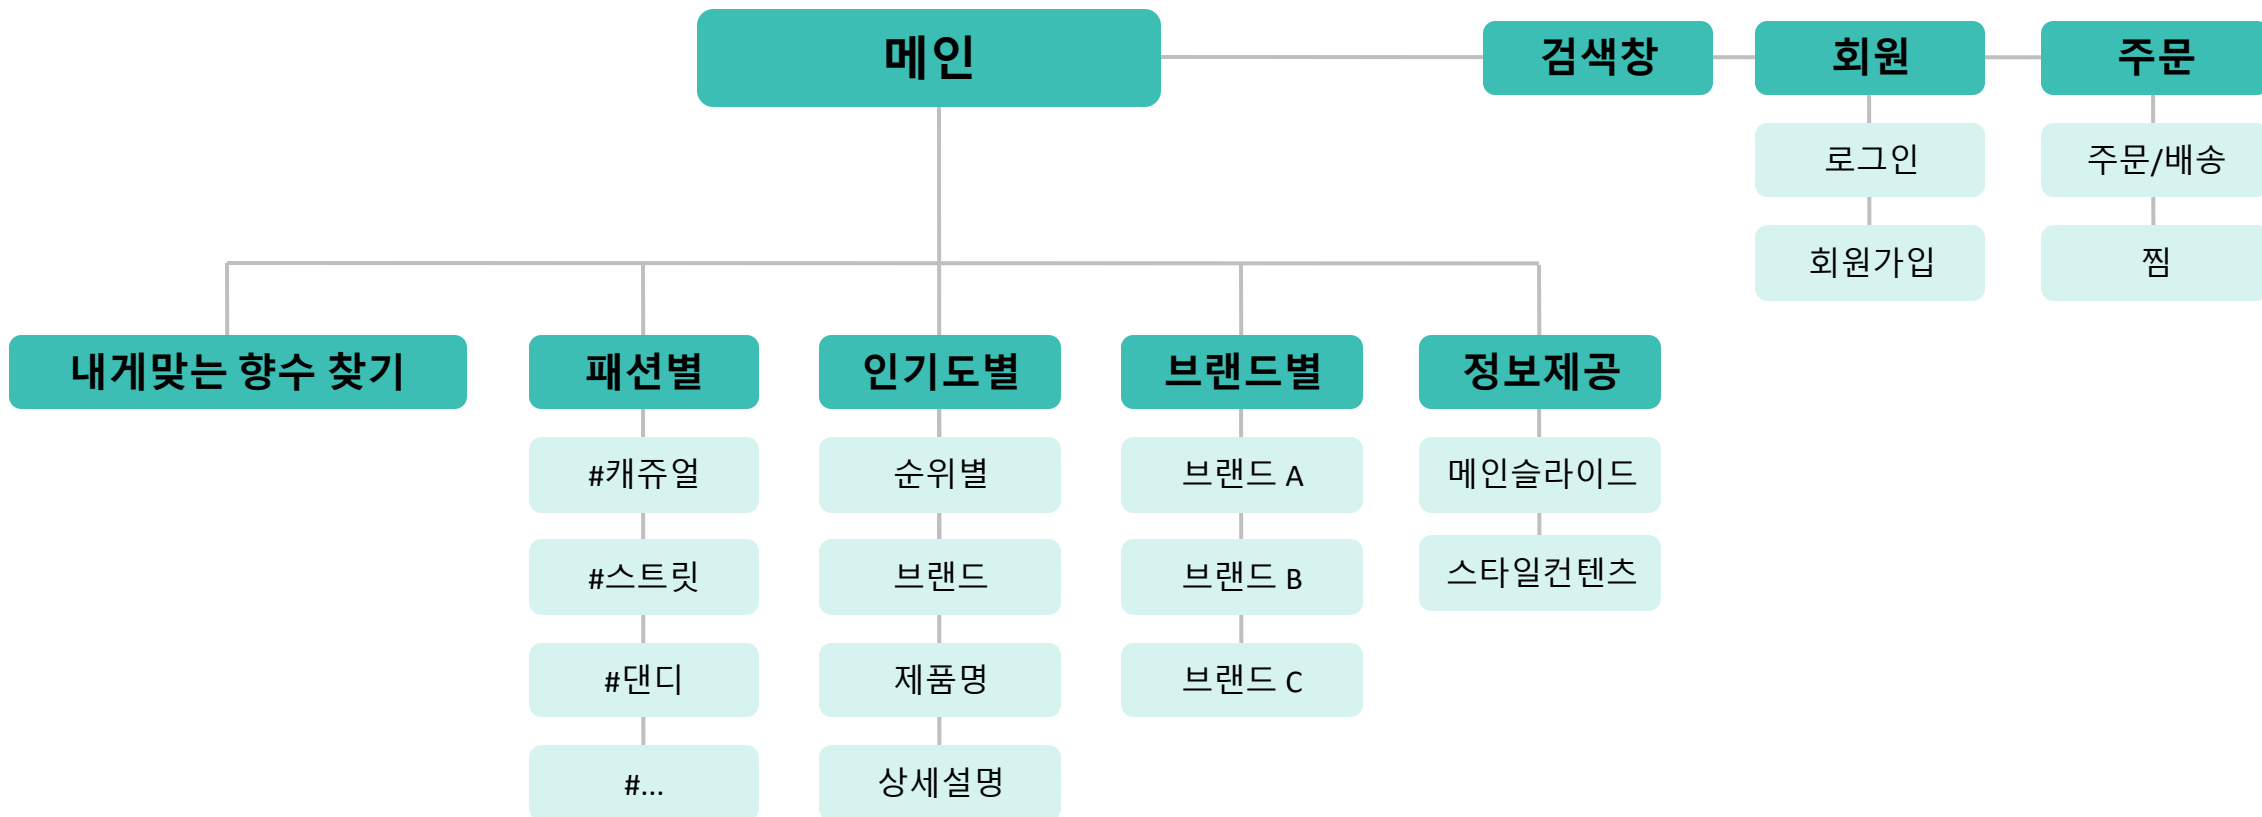 메인
검색창
회원
주문
로그인
주문/배송
회원가입
찜
내게맞는 향수 찾기
패션별
인기도별
브랜드별
정보제공
#캐쥬얼
순위별
브랜드 A
메인슬라이드
#스트릿
브랜드
브랜드 B
스타일컨텐츠
#댄디
제품명
브랜드 C
#...
상세설명